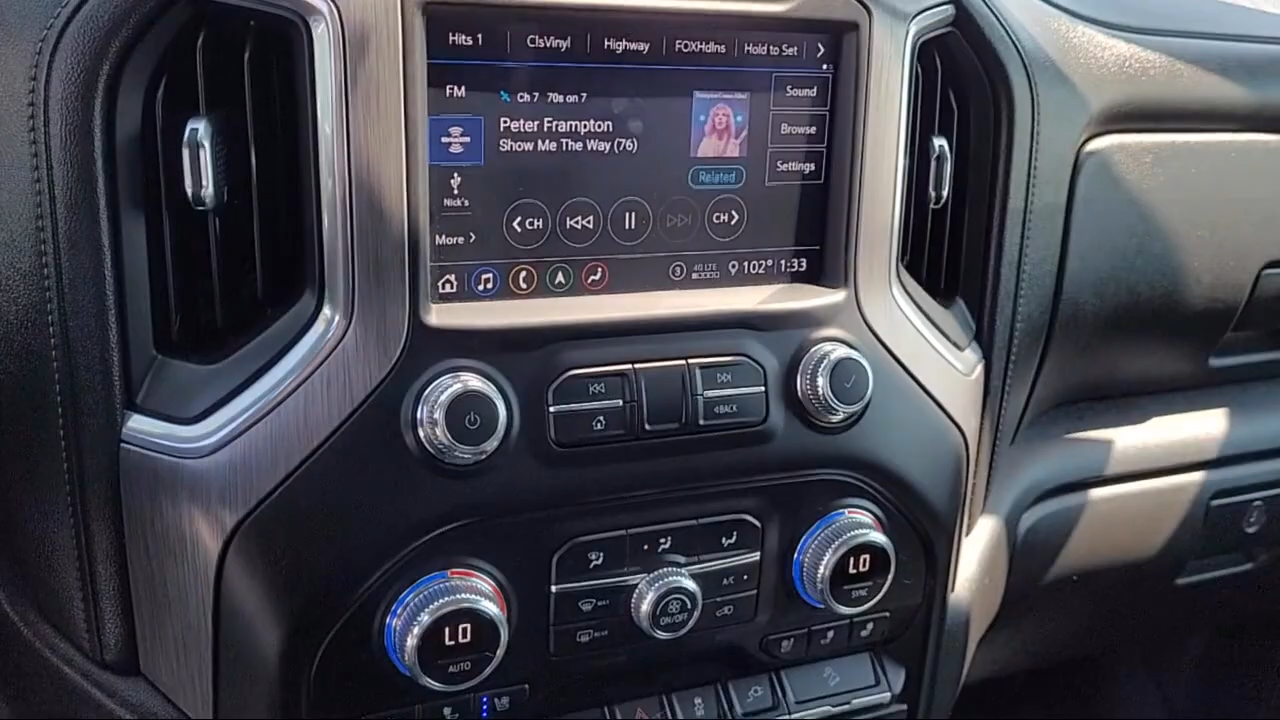 Hits 1 ClsVinyl Highway FOXHdlns Hold to Set
FM
Ch 7 70s on 7
Peter Frampton
Show Me The Way (76)
Nick's
More
Sound
Browse
Settings
Related
CH
CH
3 4G LTE 102° 1:33
BACK
LO
AUTO
LO
SYNC
A/C
MAX
REAR
ON/OFF